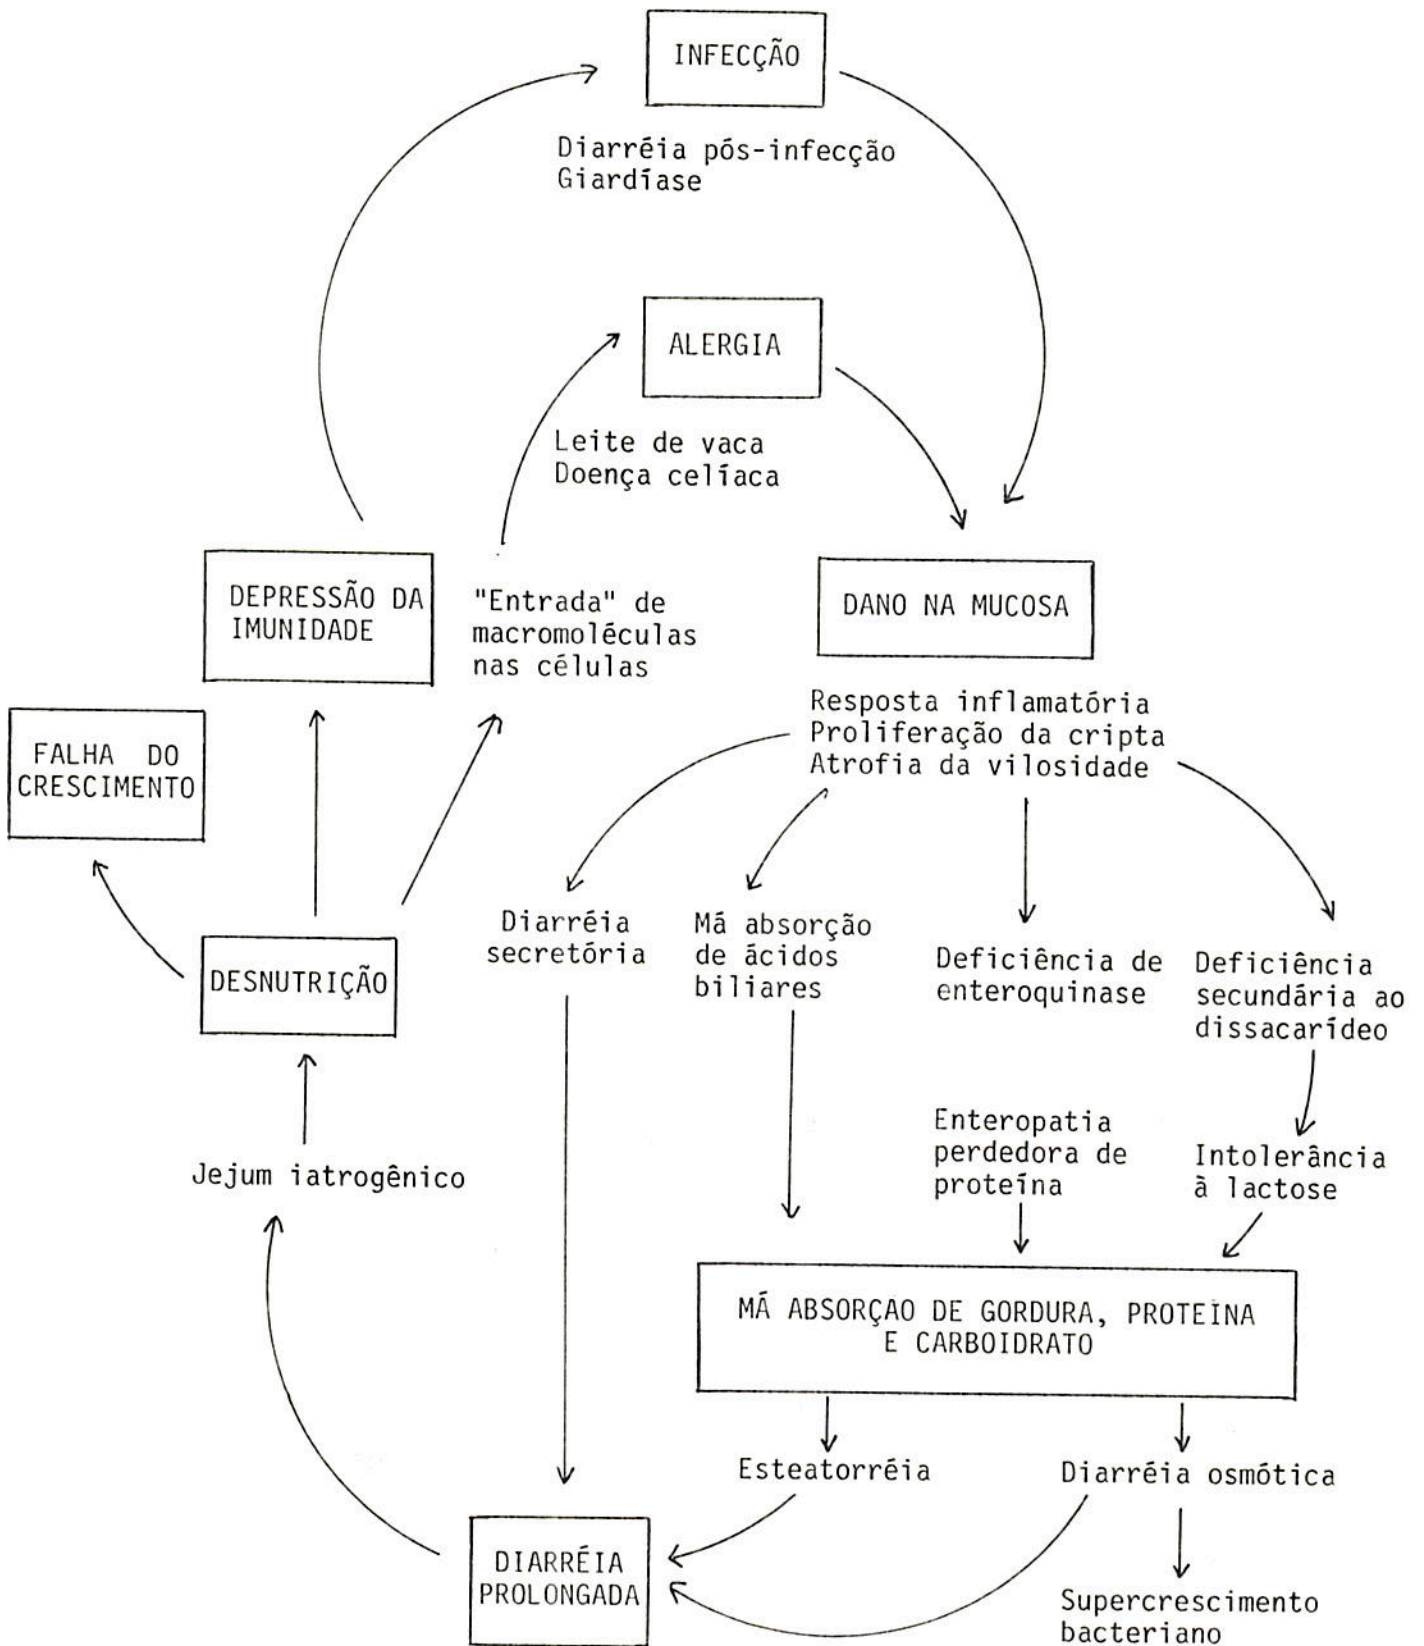 INFECÇÃO
Diarréia pós-infecção
Giardíase
ALERGIA
Leite de vaca
Doença celíaca
DEPRESSÃO DA
IMUNIDADE
"Entrada" de
macromoléculas
nas células
DANO NA MUCOSA
Resposta inflamatória
Proliferação da cripta
Atrofia da vilosidade
FALHA DO
CRESCIMENTO
DESNUTRIÇÃO
Diarréia
secretória
Má absorção
de ácidos
biliares
Deficiência de
enteroquinase
Deficiência
secundária ao
dissacarídeo
Jejum iatrogênico
Enteropatia
perdedora de
proteína
Intolerância
à lactose
MÁ ABSORÇAO DE GORDURA, PROTEINA
E CARBOIDRATO
Esteatorréia
Diarréia osmótica
DIARRÉIA
PROLONGADA
Supercrescimento
bacteriano